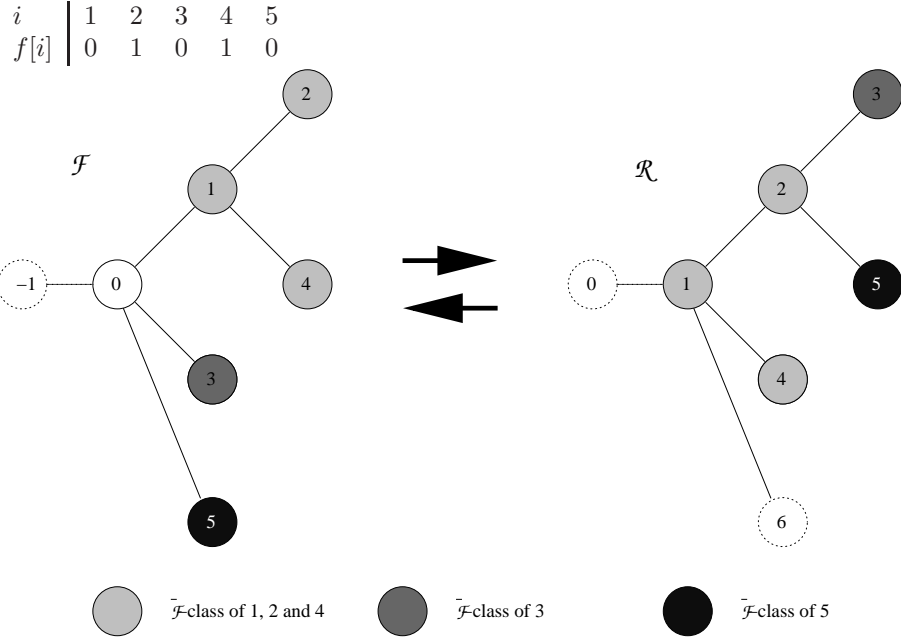 i 1 2 3 4 5
f[i] 0 1 0 1 0
2 3
ℱ 1 ℛ 2
−1 0 4 0 1 5
3 4
5 6
ℱ̄-class of 1, 2 and 4 ℱ̄-class of 3 ℱ̄-class of 5